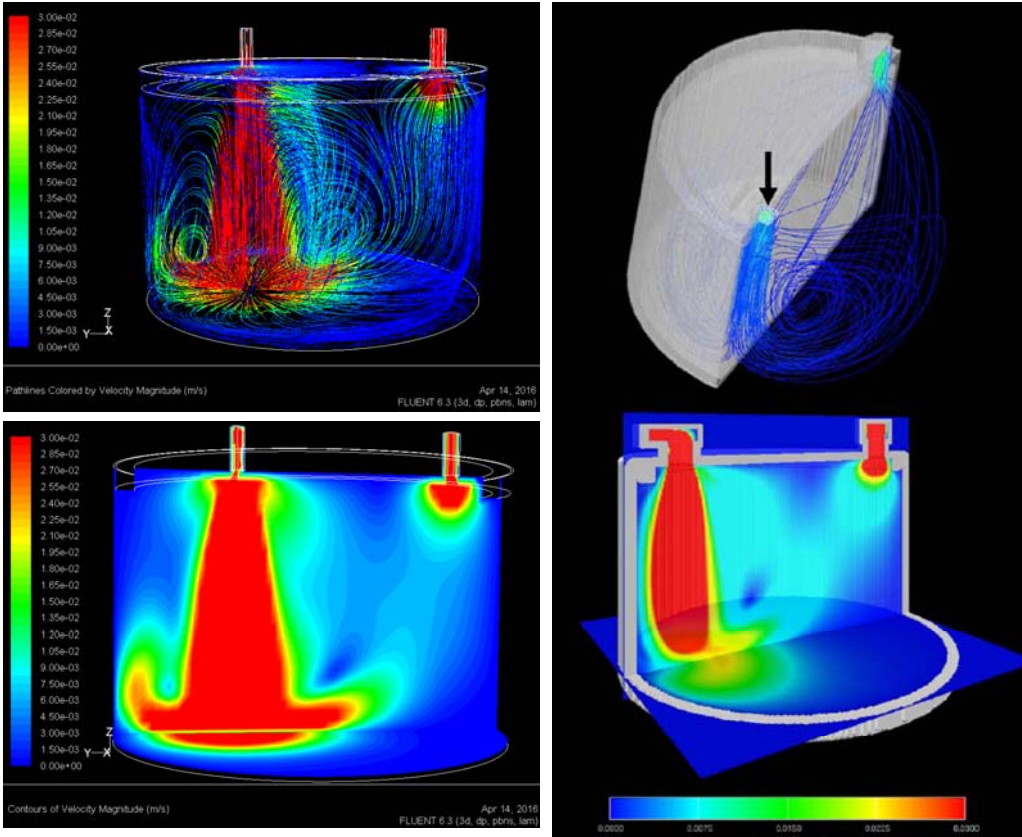 3.00e-02
2.85e-02
2.70e-02
2.55e-02
2.40e-02
2.25e-02
2.10e-02
1.95e-02
1.80e-02
1.65e-02
1.50e-02
1.35e-02
1.20e-02
1.05e-02
9.00e-03
7.50e-03
6.00e-03
4.50e-03
3.00e-03
1.50e-03
0.00e+00
Z
Y X
Pathlines Colored by Velocity Magnitude (m/s)
Apr 14, 2016
FLUENT 6.3 (3d, dp, pbns, lam)
3.00e-02
2.85e-02
2.70e-02
2.55e-02
2.40e-02
2.25e-02
2.10e-02
1.95e-02
1.80e-02
1.65e-02
1.50e-02
1.35e-02
1.20e-02
1.05e-02
9.00e-03
7.50e-03
6.00e-03
4.50e-03
3.00e-03
1.50e-03
0.00e+00
Z
Y X
Contours of Velocity Magnitude (m/s)
Apr 14, 2016
FLUENT 6.3 (3d, dp, pbns, lam)
0.0000 0.0075 0.0150 0.0225 0.0300